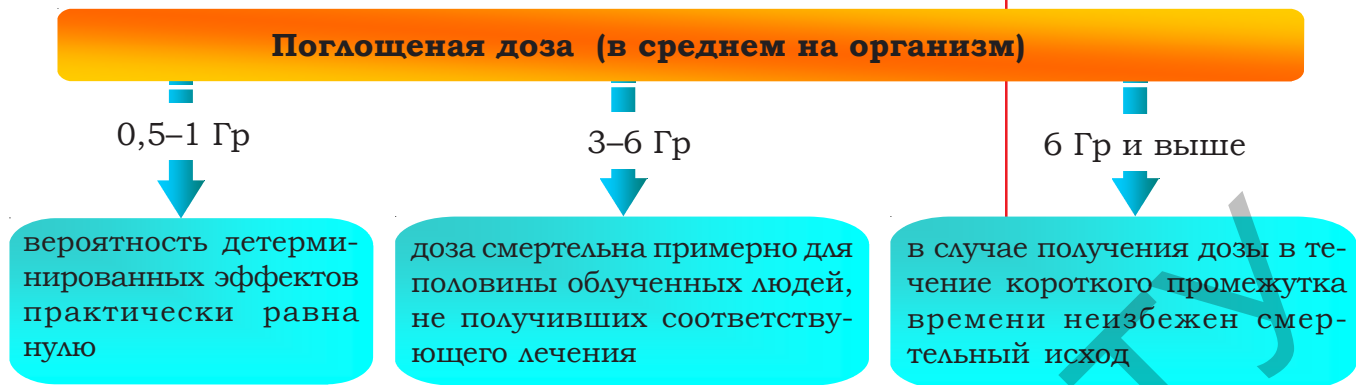 Поглощеная доза (в среднем на организм)
0,5–1 Гр
3–6 Гр
6 Гр и выше
вероятность детерми-
нированных эффектов
практически равна
нулю
доза смертельна примерно для
половины облученных людей,
не получивших соответству-
ющего лечения
в случае получения дозы в те-
чение короткого промежутка
времени неизбежен смер-
тельный исход
ТУ